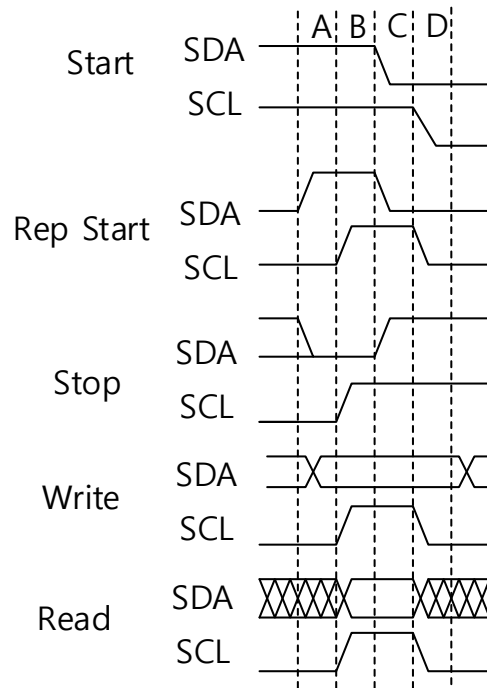 A B C D
Start SDA
SCL
Rep Start SDA
SCL
Stop SDA
SCL
Write SDA
SCL
Read SDA
SCL